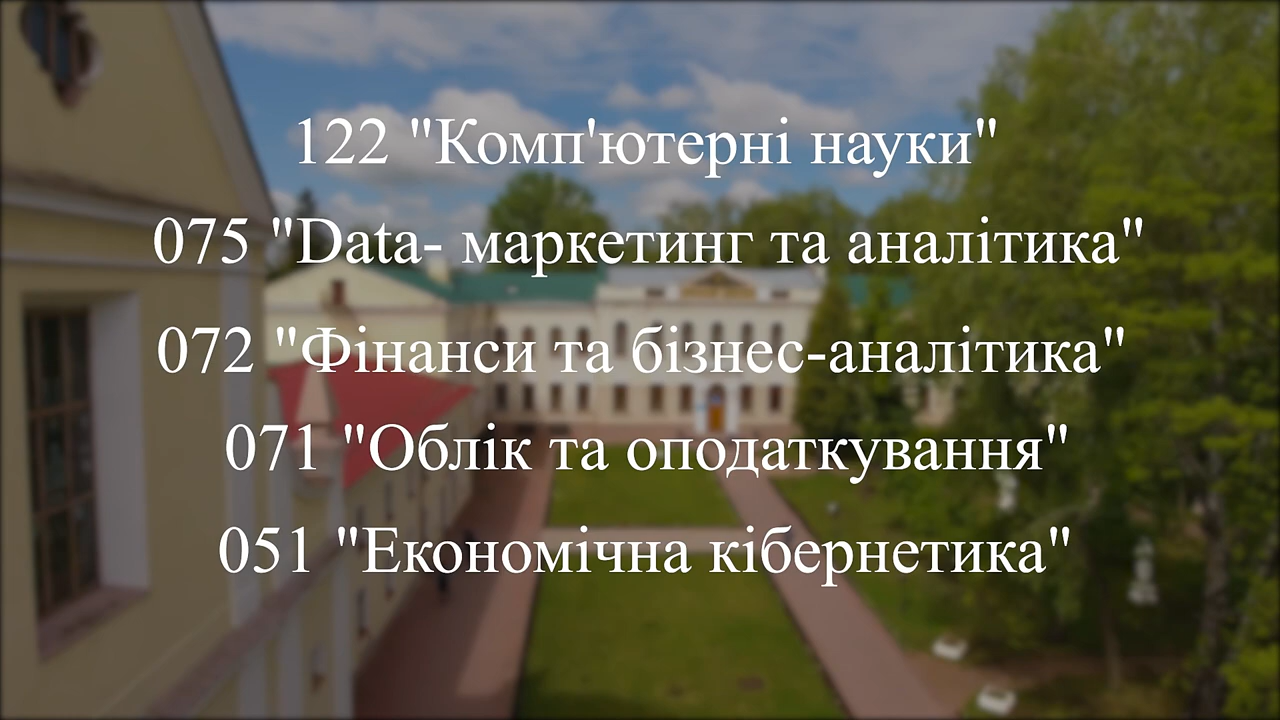 122 "Комп'ютерні науки"
075 "Data- маркетинг та аналітика"
072 "Фінанси та бізнес-аналітика"
071 "Облік та оподаткування"
051 "Економічна кібернетика"